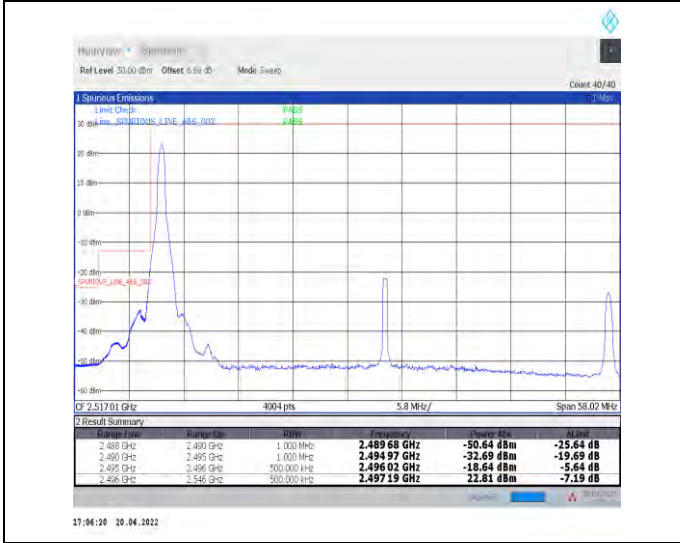 MultiView Spectrum
Ref Level 30.00 dBm Offset 6.68 dB Mode Sweep
Count 40/40
1 Spurious Emissions
Limit Check PASS
Line _SPURIOUS_LINE_ABS_002 PASS
30 dBm
20 dBm
10 dBm
0 dBm
-10 dBm
-20 dBm
_SPURIOUS_LINE_ABS_002
-30 dBm
-40 dBm
-50 dBm
-60 dBm
CF 2.51701 GHz 4004 pts 5.8 MHz/ Span 58.02 MHz
2 Result Summary
Range Low Range Up RBW Frequency Power Abs ΔLimit
2.488 GHz 2.490 GHz 1.000 MHz 2.489 68 GHz -50.64 dBm -25.64 dB
2.490 GHz 2.495 GHz 1.000 MHz 2.494 97 GHz -32.69 dBm -19.69 dB
2.495 GHz 2.496 GHz 500.000 kHz 2.496 02 GHz -18.64 dBm -5.64 dB
2.496 GHz 2.546 GHz 500.000 kHz 2.497 19 GHz 22.81 dBm -7.19 dB
17:06:20 20.06.2022